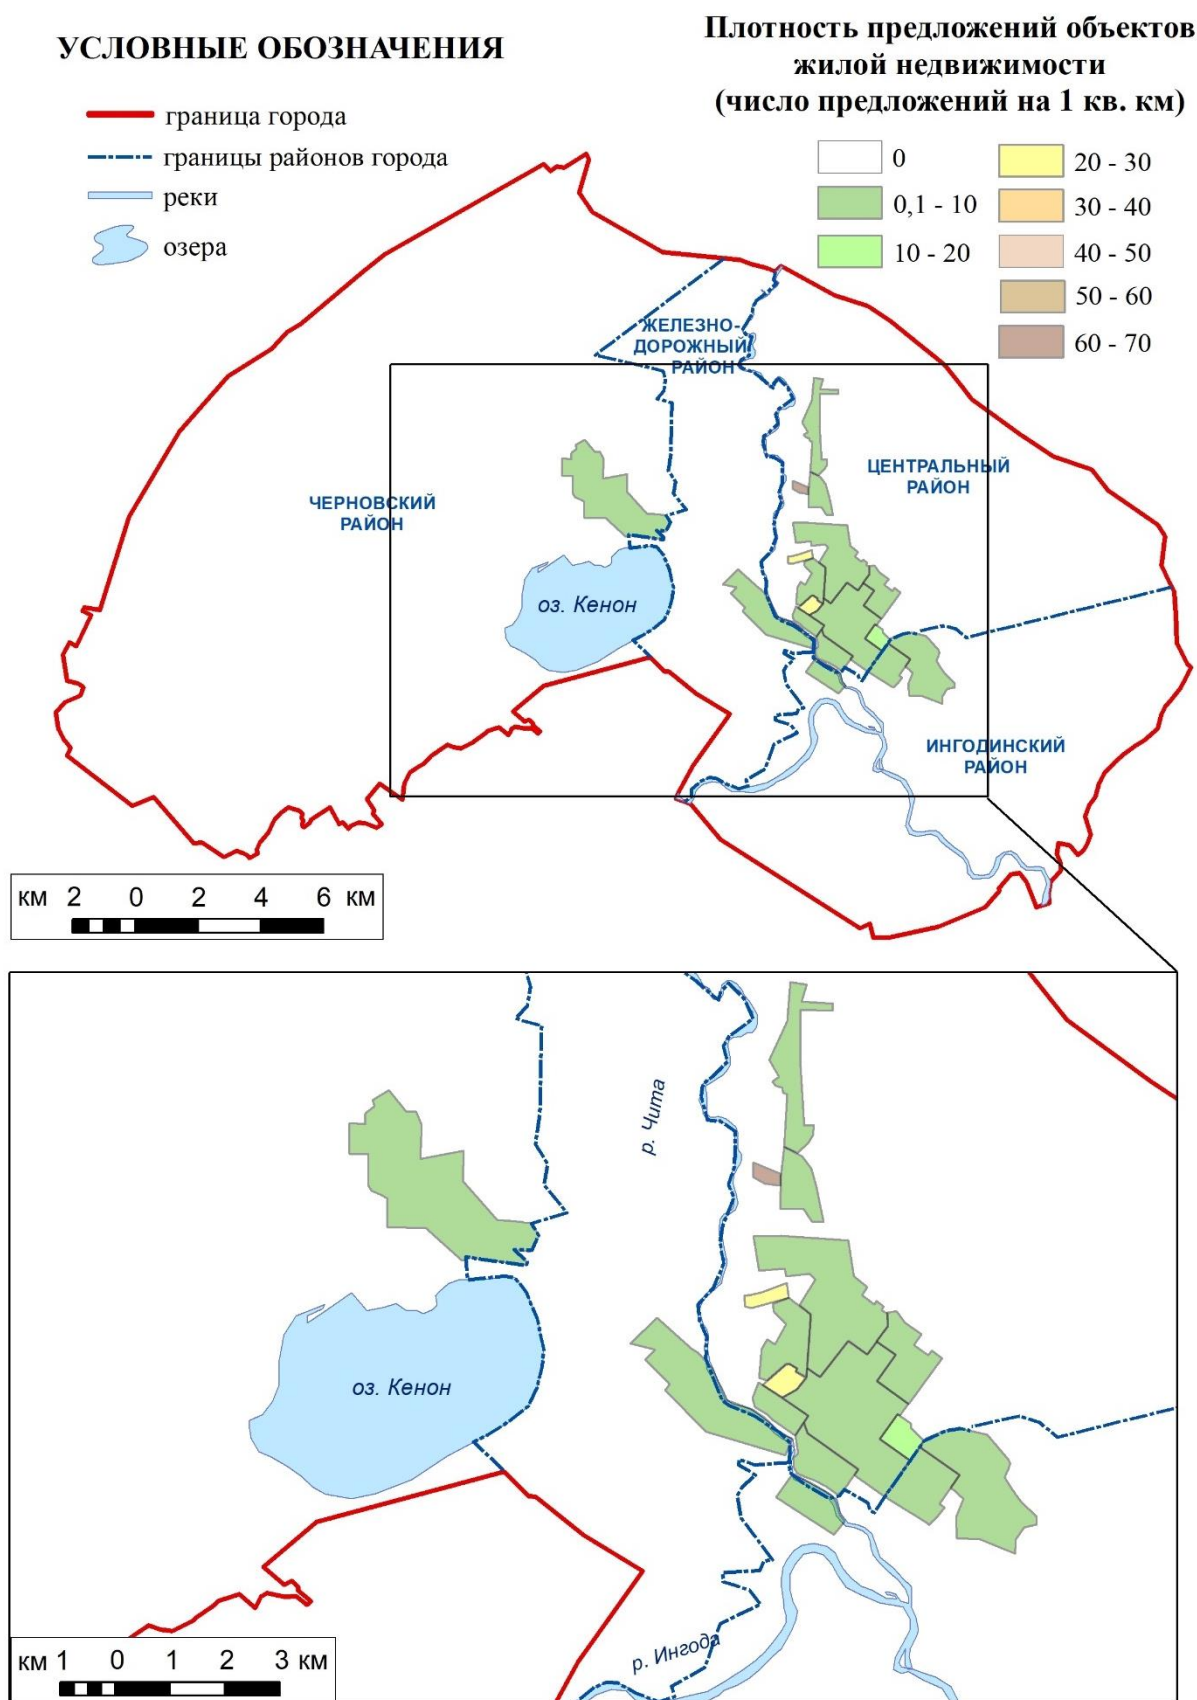 УСЛОВНЫЕ ОБОЗНАЧЕНИЯ
граница города
границы районов города
реки
озера
Плотность предложений объектов
жилой недвижимости
(число предложений на 1 кв. км)
0
0,1 - 10
10 - 20
20 - 30
30 - 40
40 - 50
50 - 60
60 - 70
ЖЕЛЕЗНО-
ДОРОЖНЫЙ
РАЙОН
ЦЕНТРАЛЬНЫЙ
РАЙОН
ЧЕРНОВСКИЙ
РАЙОН
оз. Кенон
ИНГОДИНСКИЙ
РАЙОН
км 2 0 2 4 6 км
р. Чита
оз. Кенон
р. Ингода
км 1 0 1 2 3 км